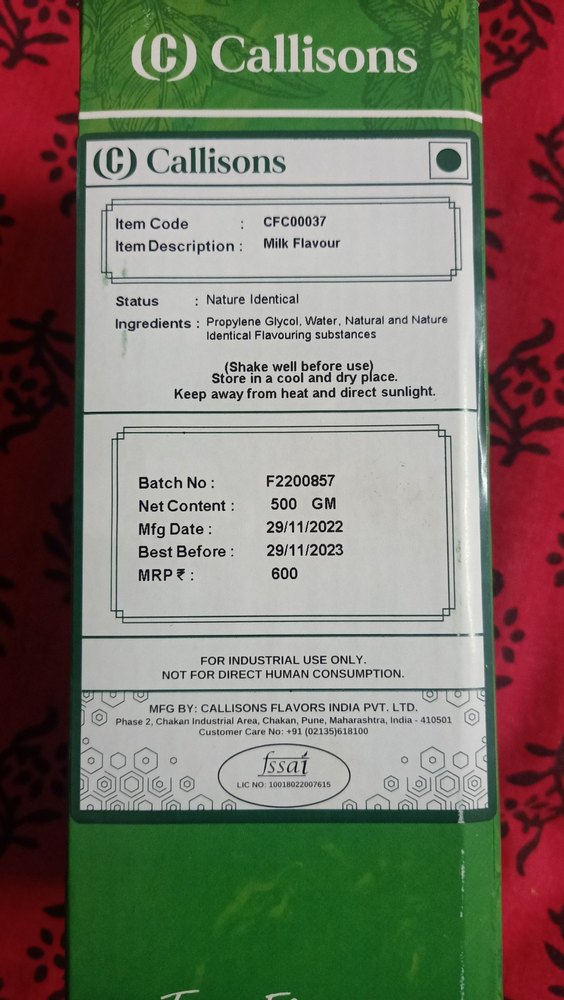 (C) Callisons
(C) Callisons
Item Code : CFC00037
Item Description : Milk Flavour
Status : Nature Identical
Ingredients : Propylene Glycol, Water, Natural and Nature
Identical Flavouring substances
(Shake well before use)
Store in a cool and dry place.
Keep away from heat and direct sunlight.
Batch No : F2200857
Net Content : 500 GM
Mfg Date : 29/11/2022
Best Before : 29/11/2023
MRP ₹ : 600
FOR INDUSTRIAL USE ONLY.
NOT FOR DIRECT HUMAN CONSUMPTION.
MFG BY: CALLISONS FLAVORS INDIA PVT. LTD.
Phase 2, Chakan Industrial Area, Chakan, Pune, Maharashtra, India - 410501
Customer Care No: +91 (02135)618100
fssai
LIC NO: 10018022007615